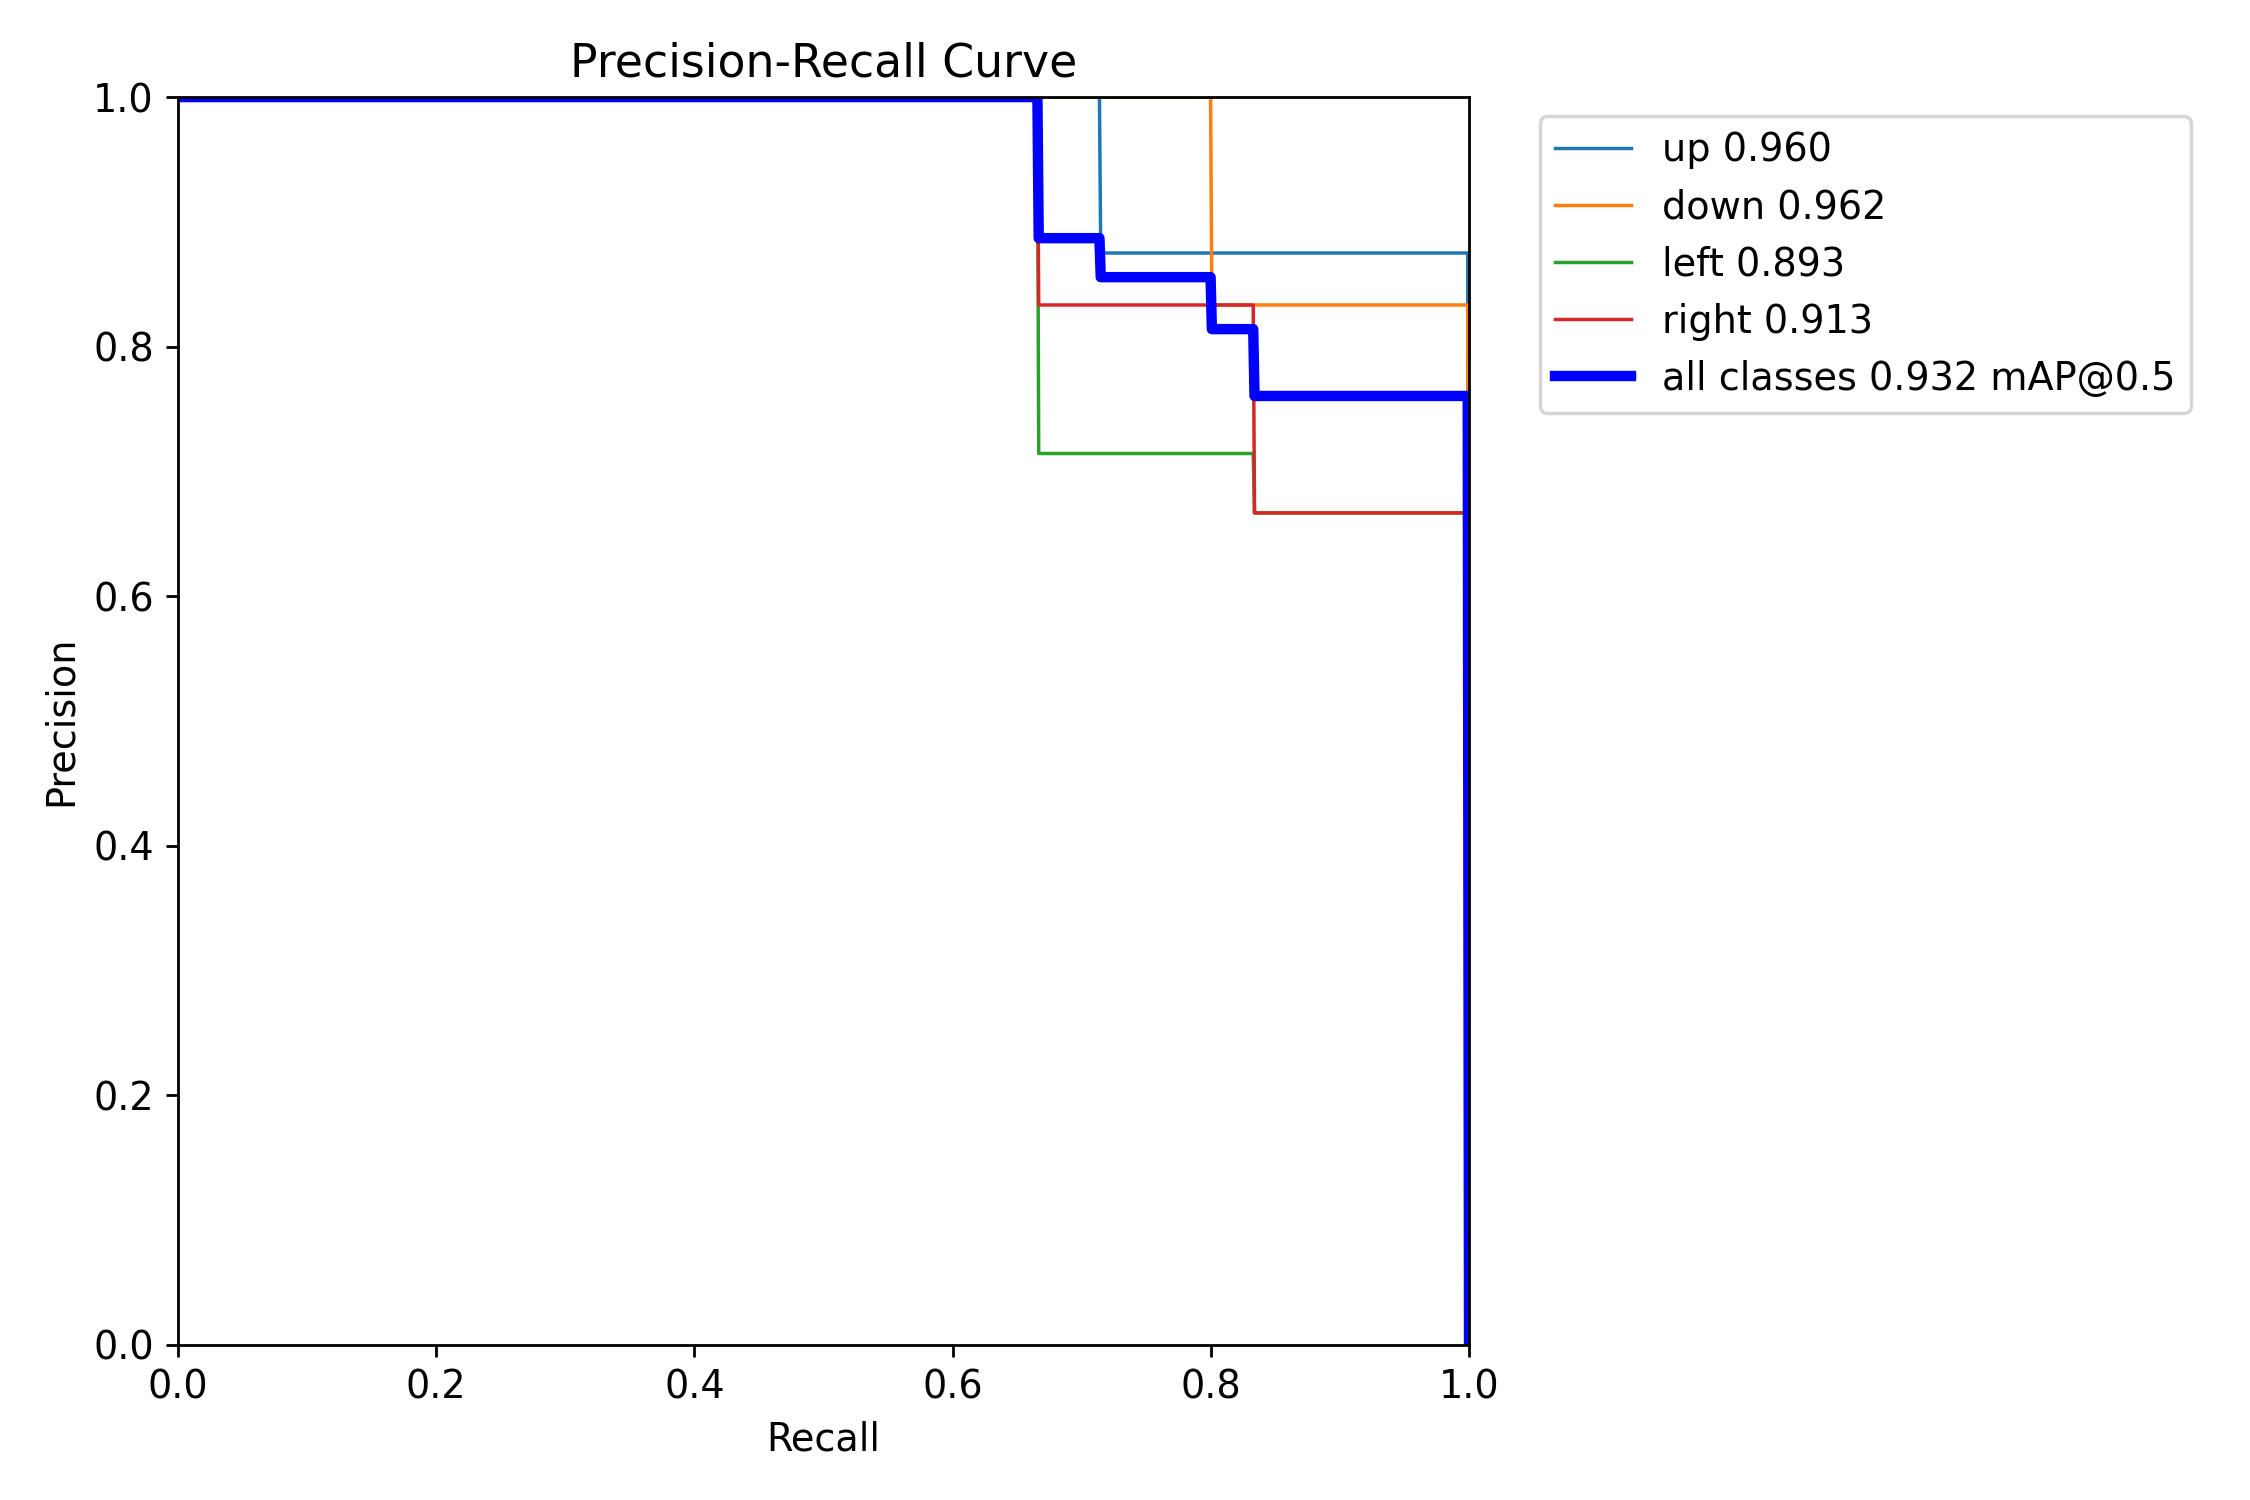 Precision-Recall Curve
1.0
0.8
0.6
0.4
0.2
0.0
Precision
0.0 0.2 0.4 0.6 0.8 1.0
Recall
up 0.960
down 0.962
left 0.893
right 0.913
all classes 0.932 mAP@0.5